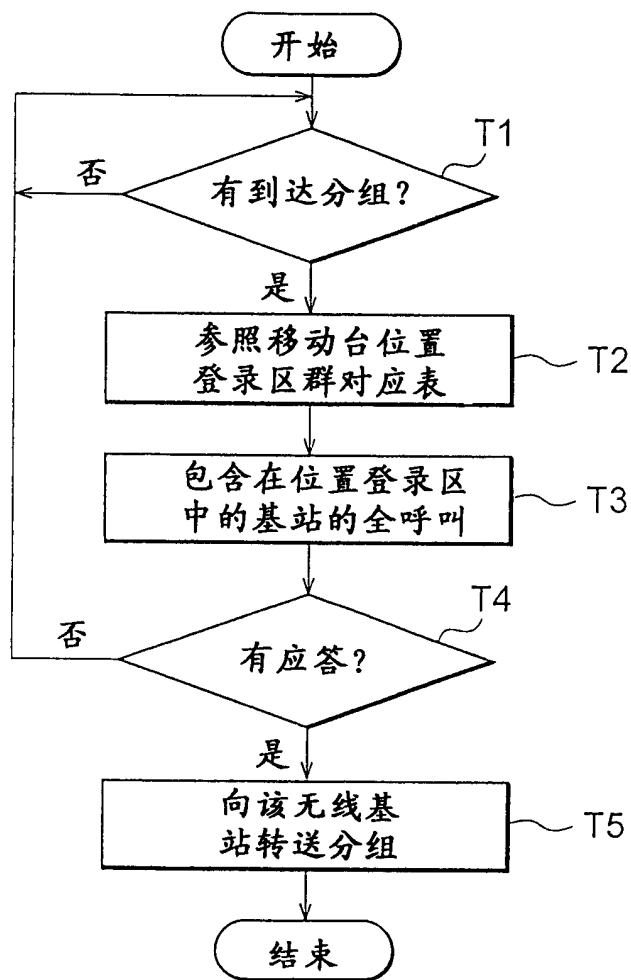 开始
T1
有到达分组？
否
是
参照移动台位置
登录区群对应表
T2
包含在位置登录区
中的基站的全呼叫
T3
T4
否
有应答？
是
向该无线基
站转送分组
T5
结束